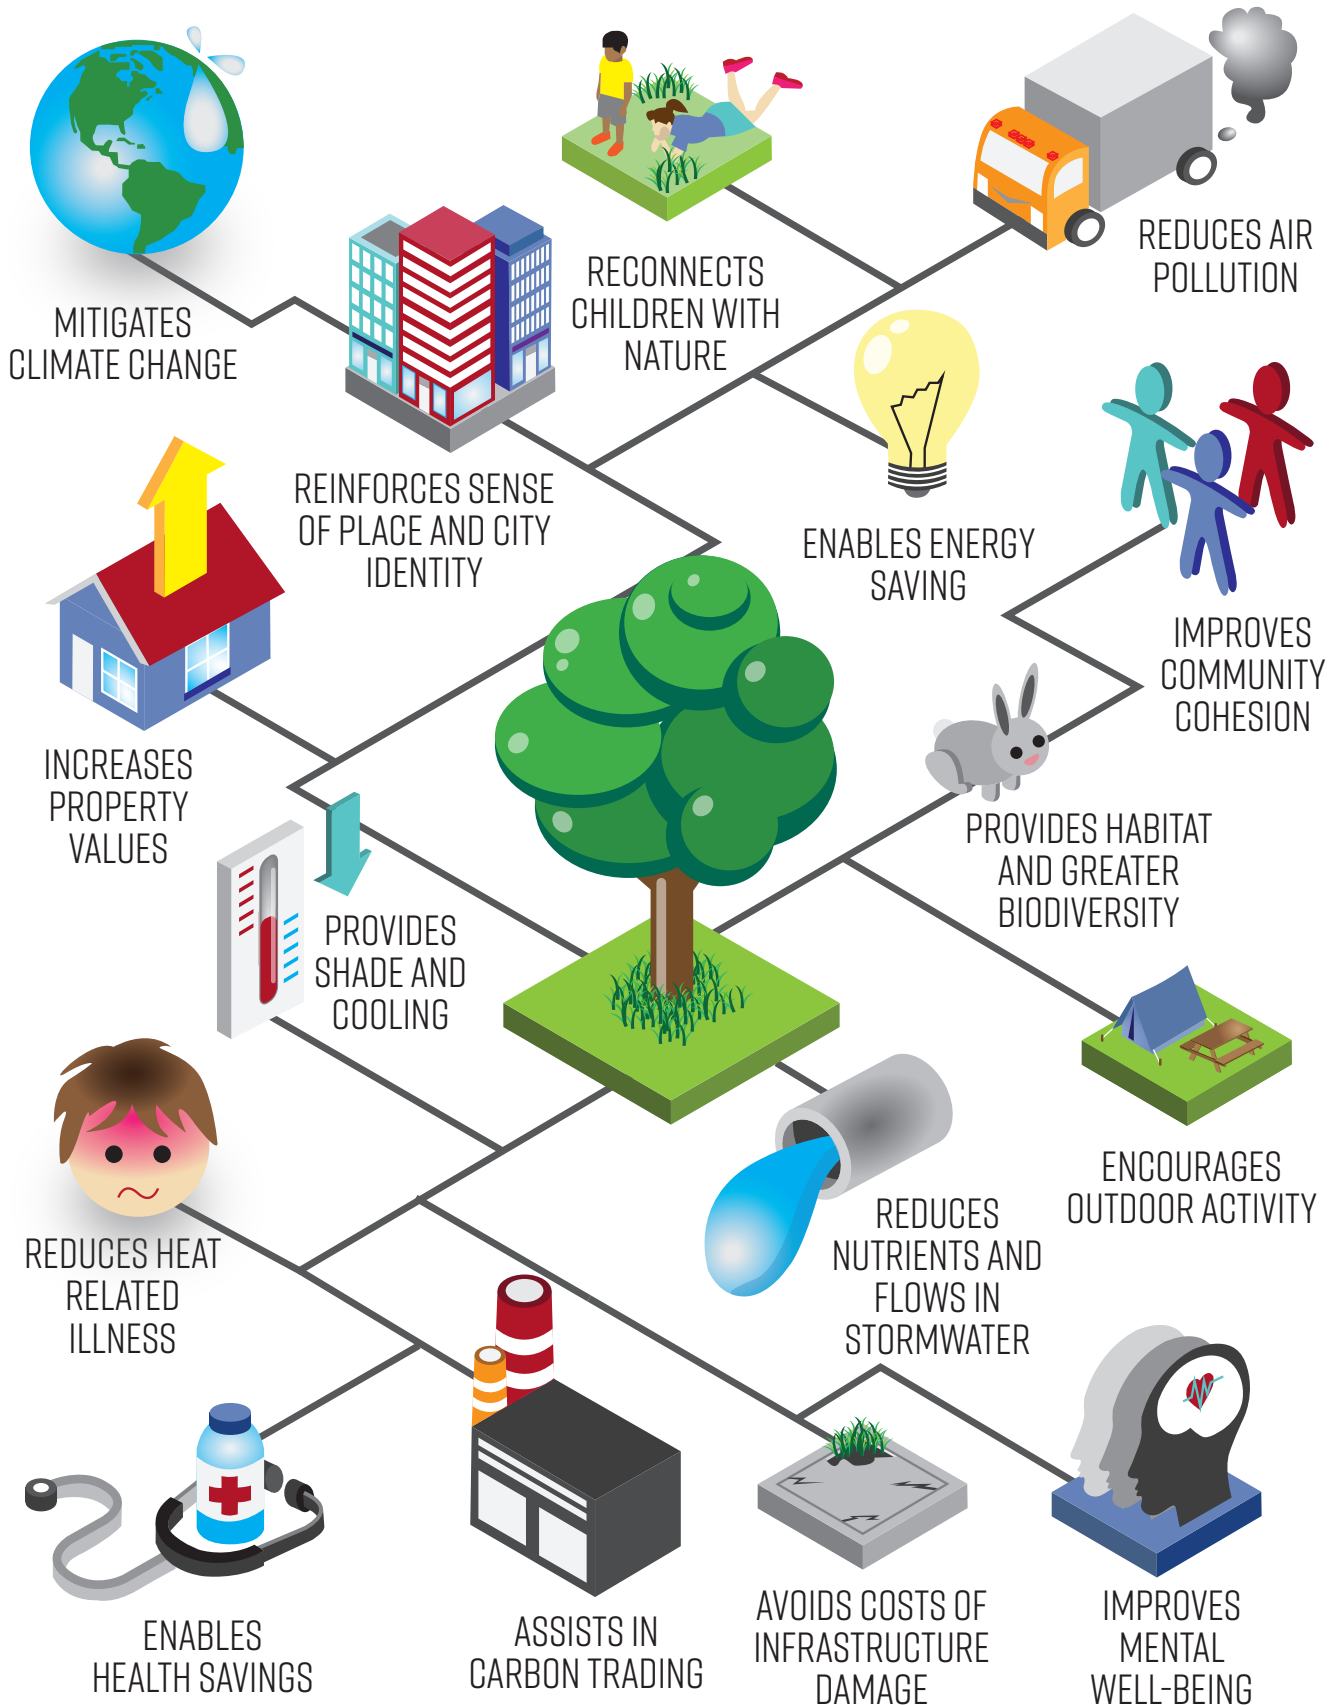 MITIGATES
CLIMATE CHANGE
RECONNECTS
CHILDREN WITH
NATURE
REDUCES AIR
POLLUTION
REINFORCES SENSE
OF PLACE AND CITY
IDENTITY
ENABLES ENERGY
SAVING
IMPROVES
COMMUNITY
COHESION
INCREASES
PROPERTY
VALUES
PROVIDES HABITAT
AND GREATER
BIODIVERSITY
PROVIDES
SHADE AND
COOLING
ENCOURAGES
OUTDOOR ACTIVITY
REDUCES HEAT
RELATED
ILLNESS
REDUCES
NUTRIENTS AND
FLOWS IN
STORMWATER
ENABLES
HEALTH SAVINGS
ASSISTS IN
CARBON TRADING
AVOIDS COSTS OF
INFRASTRUCTURE
DAMAGE
IMPROVES
MENTAL
WELL-BEING